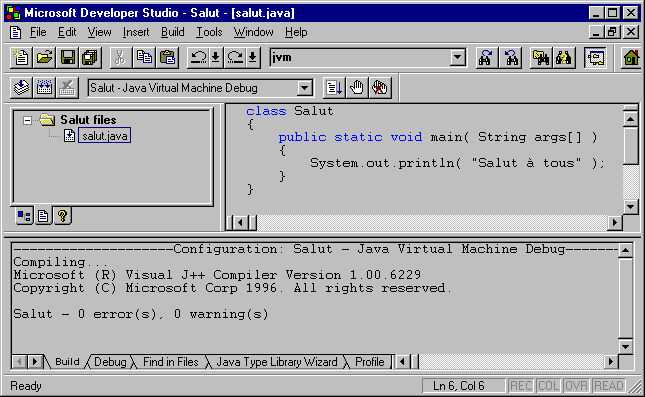 Microsoft Developer Studio - Salut - [salut.java]
File Edit View Insert Build Tools Window Help
jvm
Salut - Java Virtual Machine Debug
Salut files
salut.java
class Salut
{
public static void main( String args[] )
{
System.out.println( "Salut à tous" );
}
}
--------------------Configuration: Salut - Java Virtual Machine Debug-------
Compiling...
Microsoft (R) Visual J++ Compiler Version 1.00.6229
Copyright (C) Microsoft Corp 1996. All rights reserved.
Salut - 0 error(s), 0 warning(s)
Build Debug Find in Files Java Type Library Wizard Profile
Ready Ln 6, Col 6 REC COL OVR READ